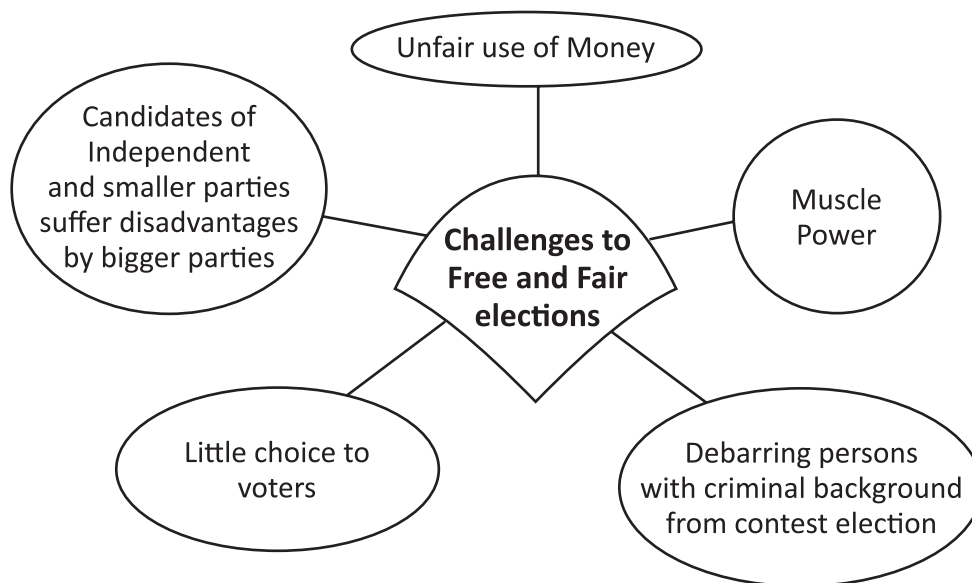 Unfair use of Money
Candidates of
Independent
and smaller parties
suffer disadvantages
by bigger parties
Muscle
Power
Challenges to
Free and Fair
elections
Little choice to
voters
Debarring persons
with criminal background
from contest election